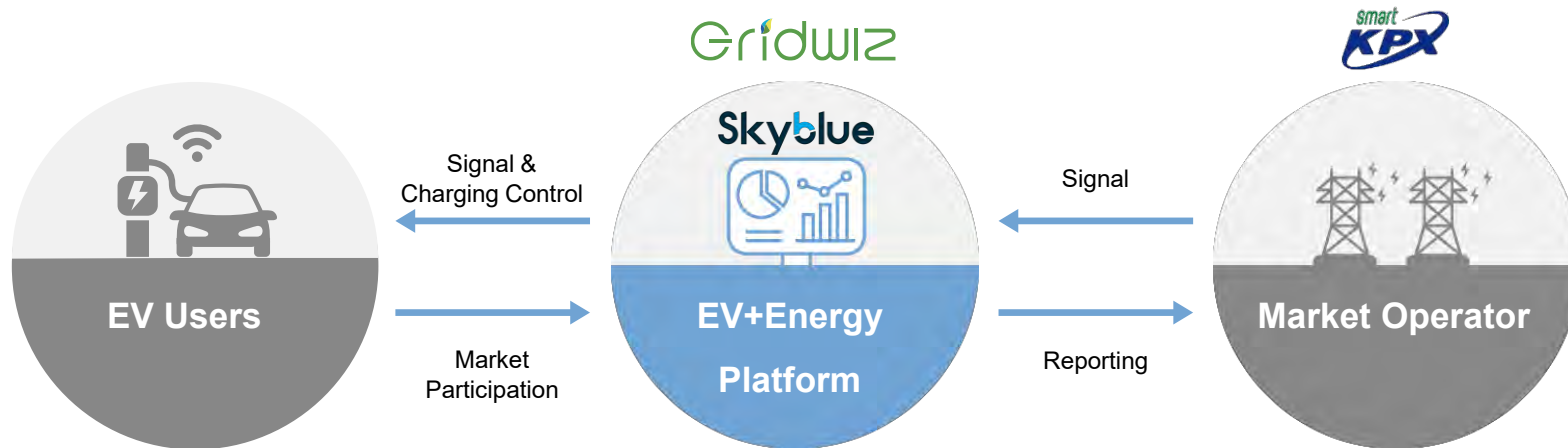 Gridwiz
smart
KPX
Skyblue
Signal &
Charging Control
Signal
EV Users
EV+Energy
Platform
Market Operator
Market
Participation
Reporting